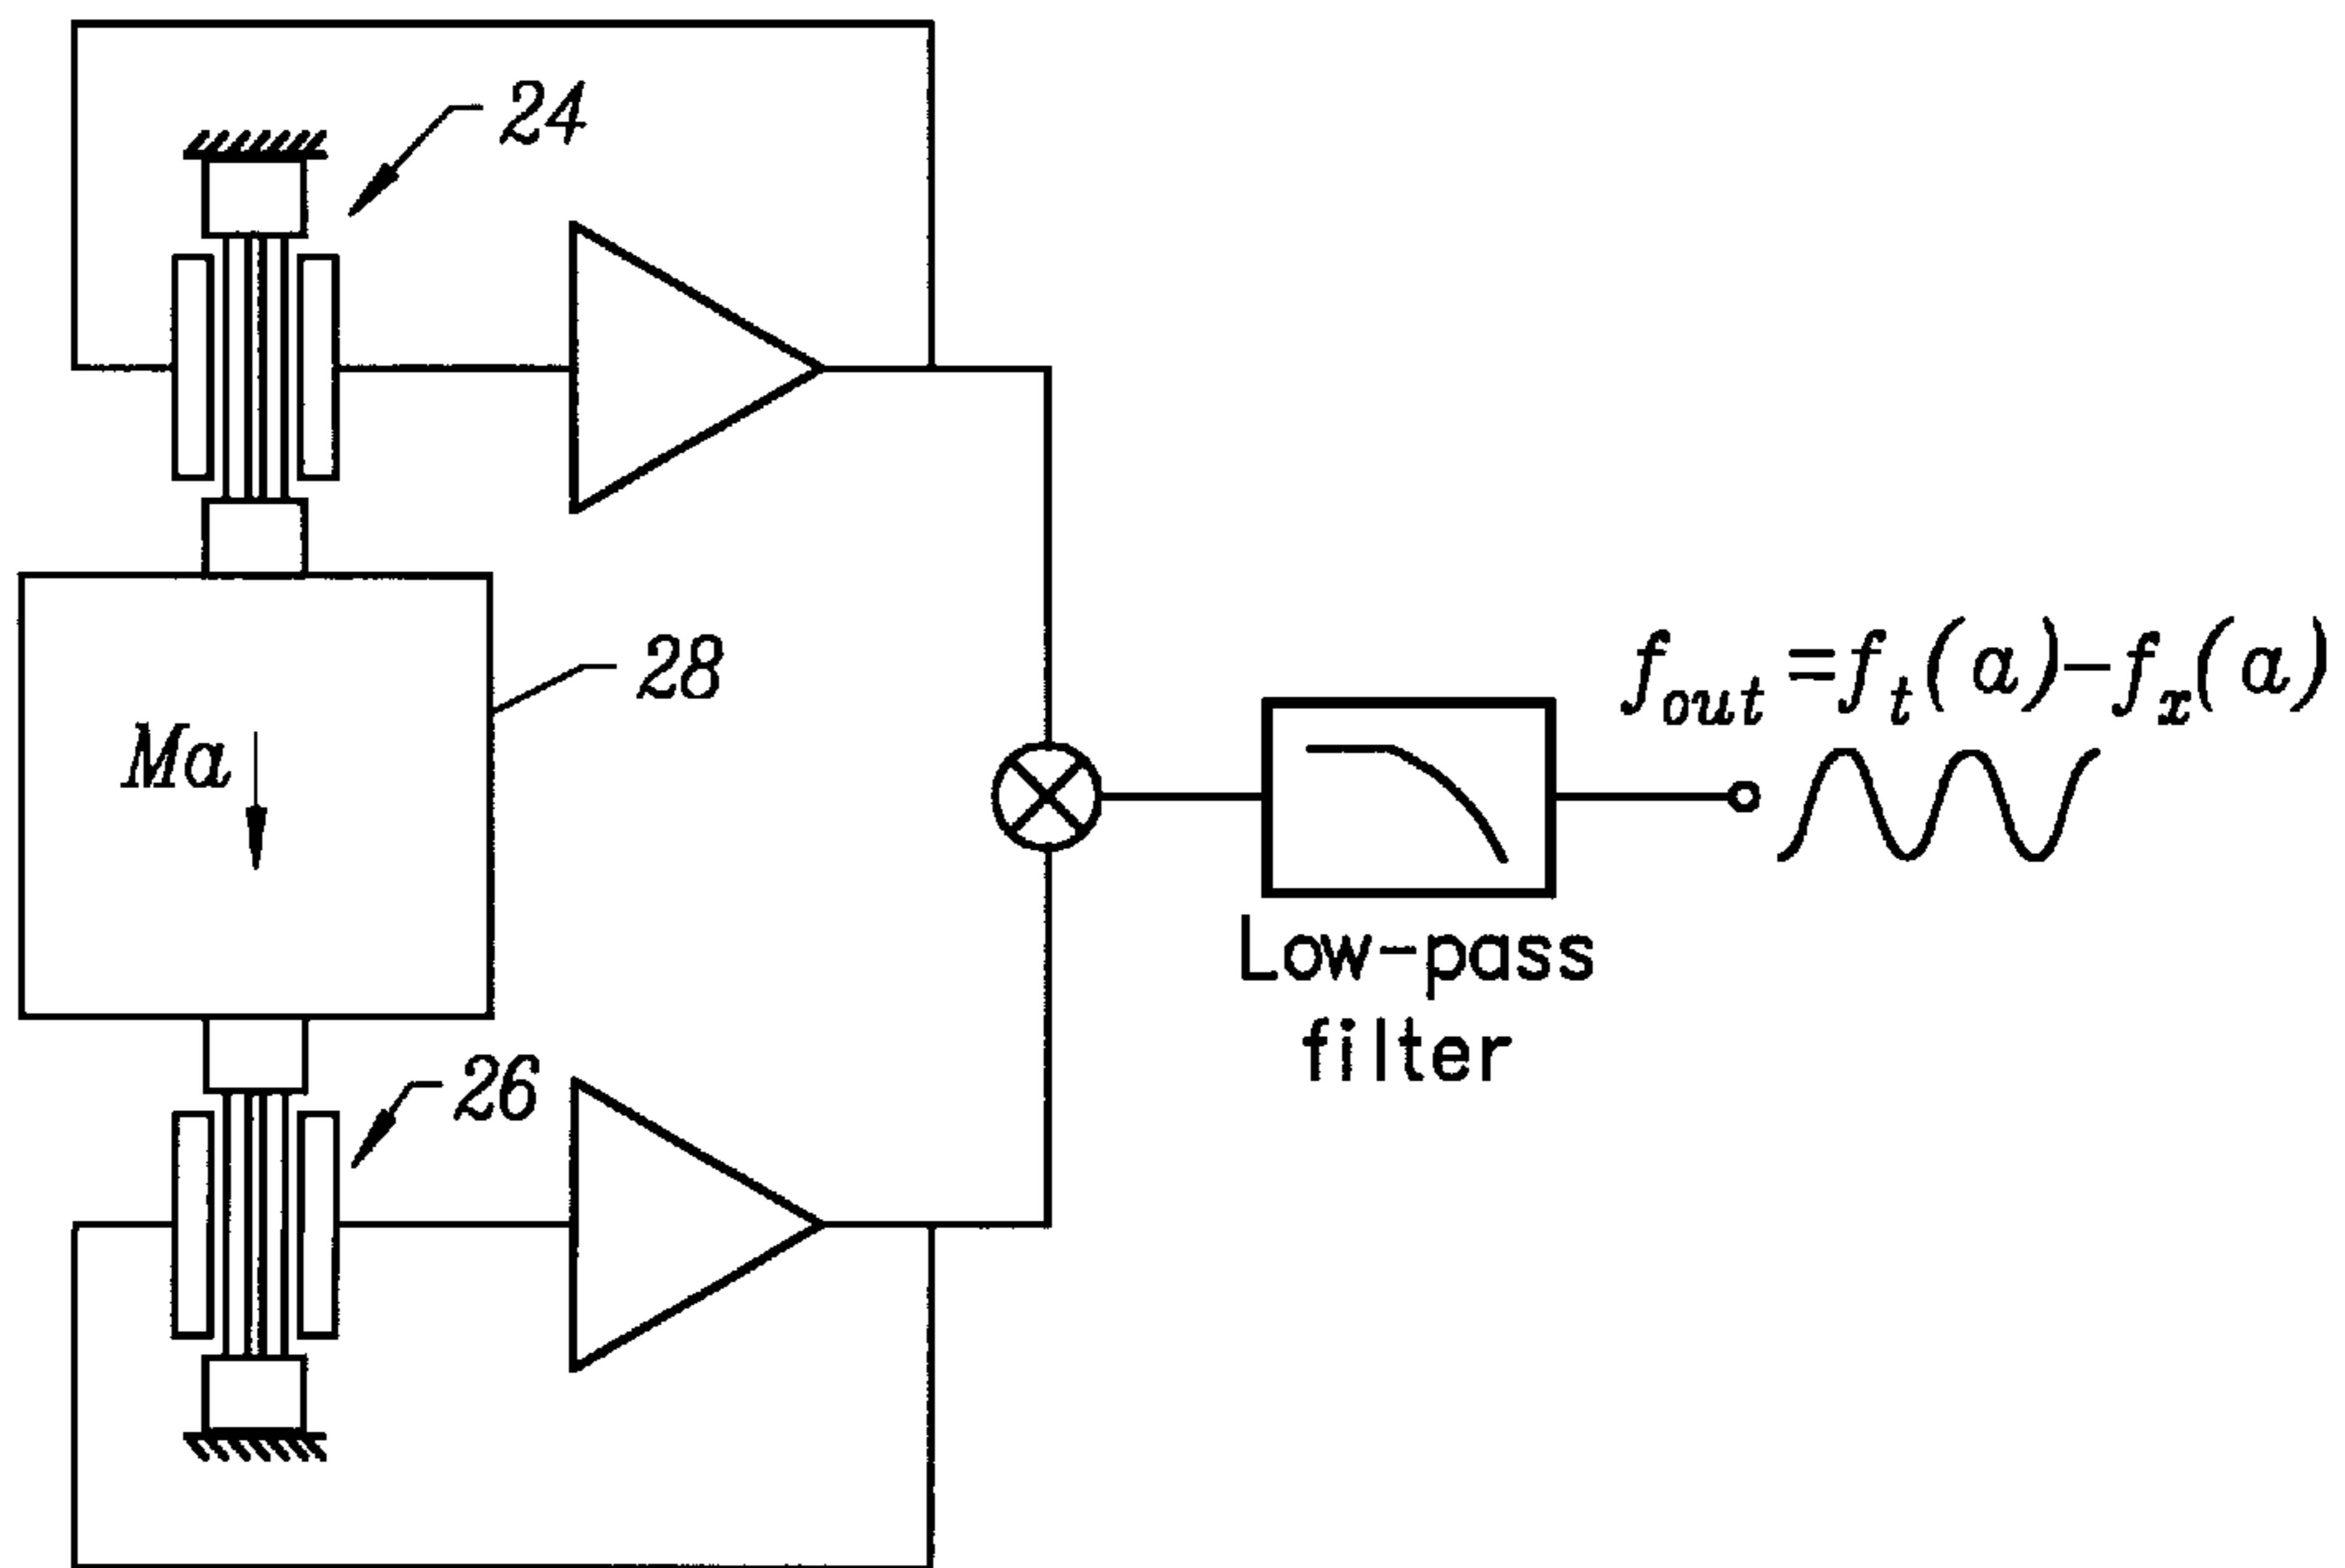 24
28
Ma
f_out = f_t(a) - f_x(a)
Low-pass
filter
26